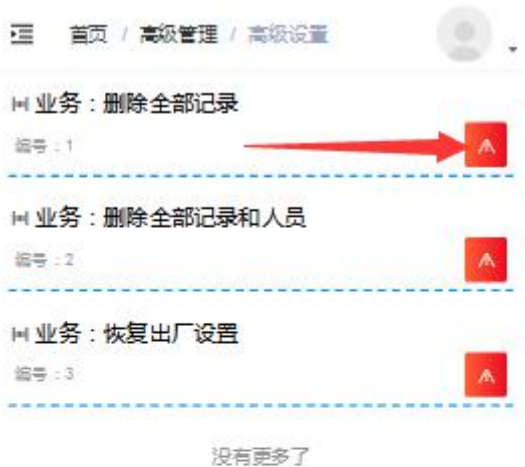 首页 / 高级管理 / 高级设置
业务：删除全部记录
编号：1
业务：删除全部记录和人员
编号：2
业务：恢复出厂设置
编号：3
没有更多了